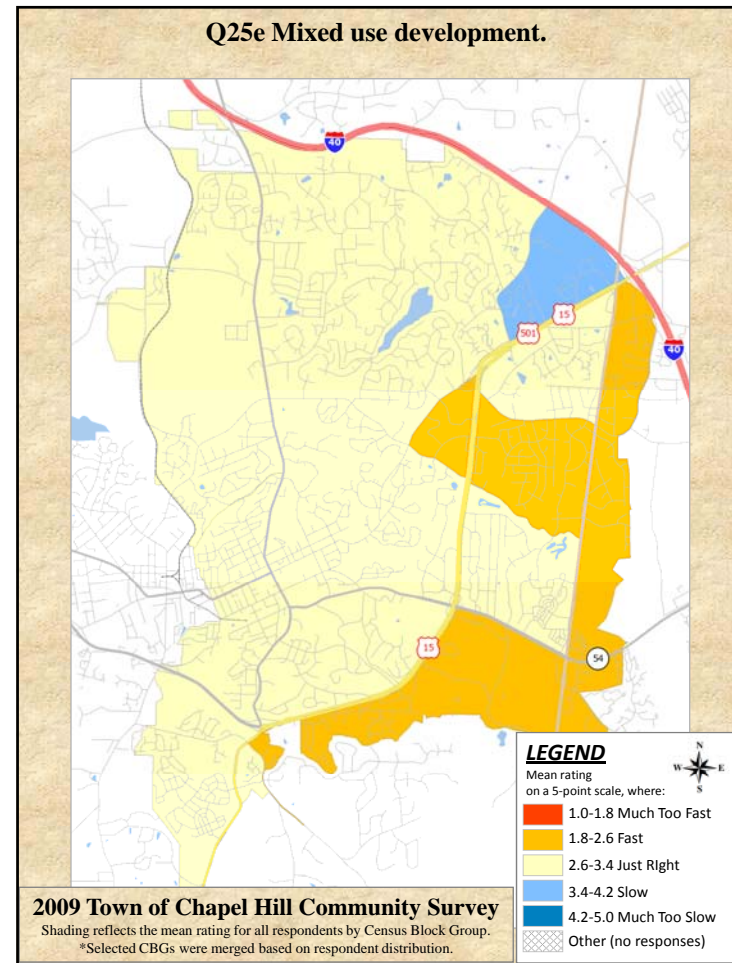 Q25e Mixed use development.
40
15
501
40
15
54
LEGEND
N
W E
S
Mean rating
on a 5-point scale, where:
1.0-1.8 Much Too Fast
1.8-2.6 Fast
2.6-3.4 Just RIght
3.4-4.2 Slow
4.2-5.0 Much Too Slow
Other (no responses)
2009 Town of Chapel Hill Community Survey
Shading reflects the mean rating for all respondents by Census Block Group.
*Selected CBGs were merged based on respondent distribution.